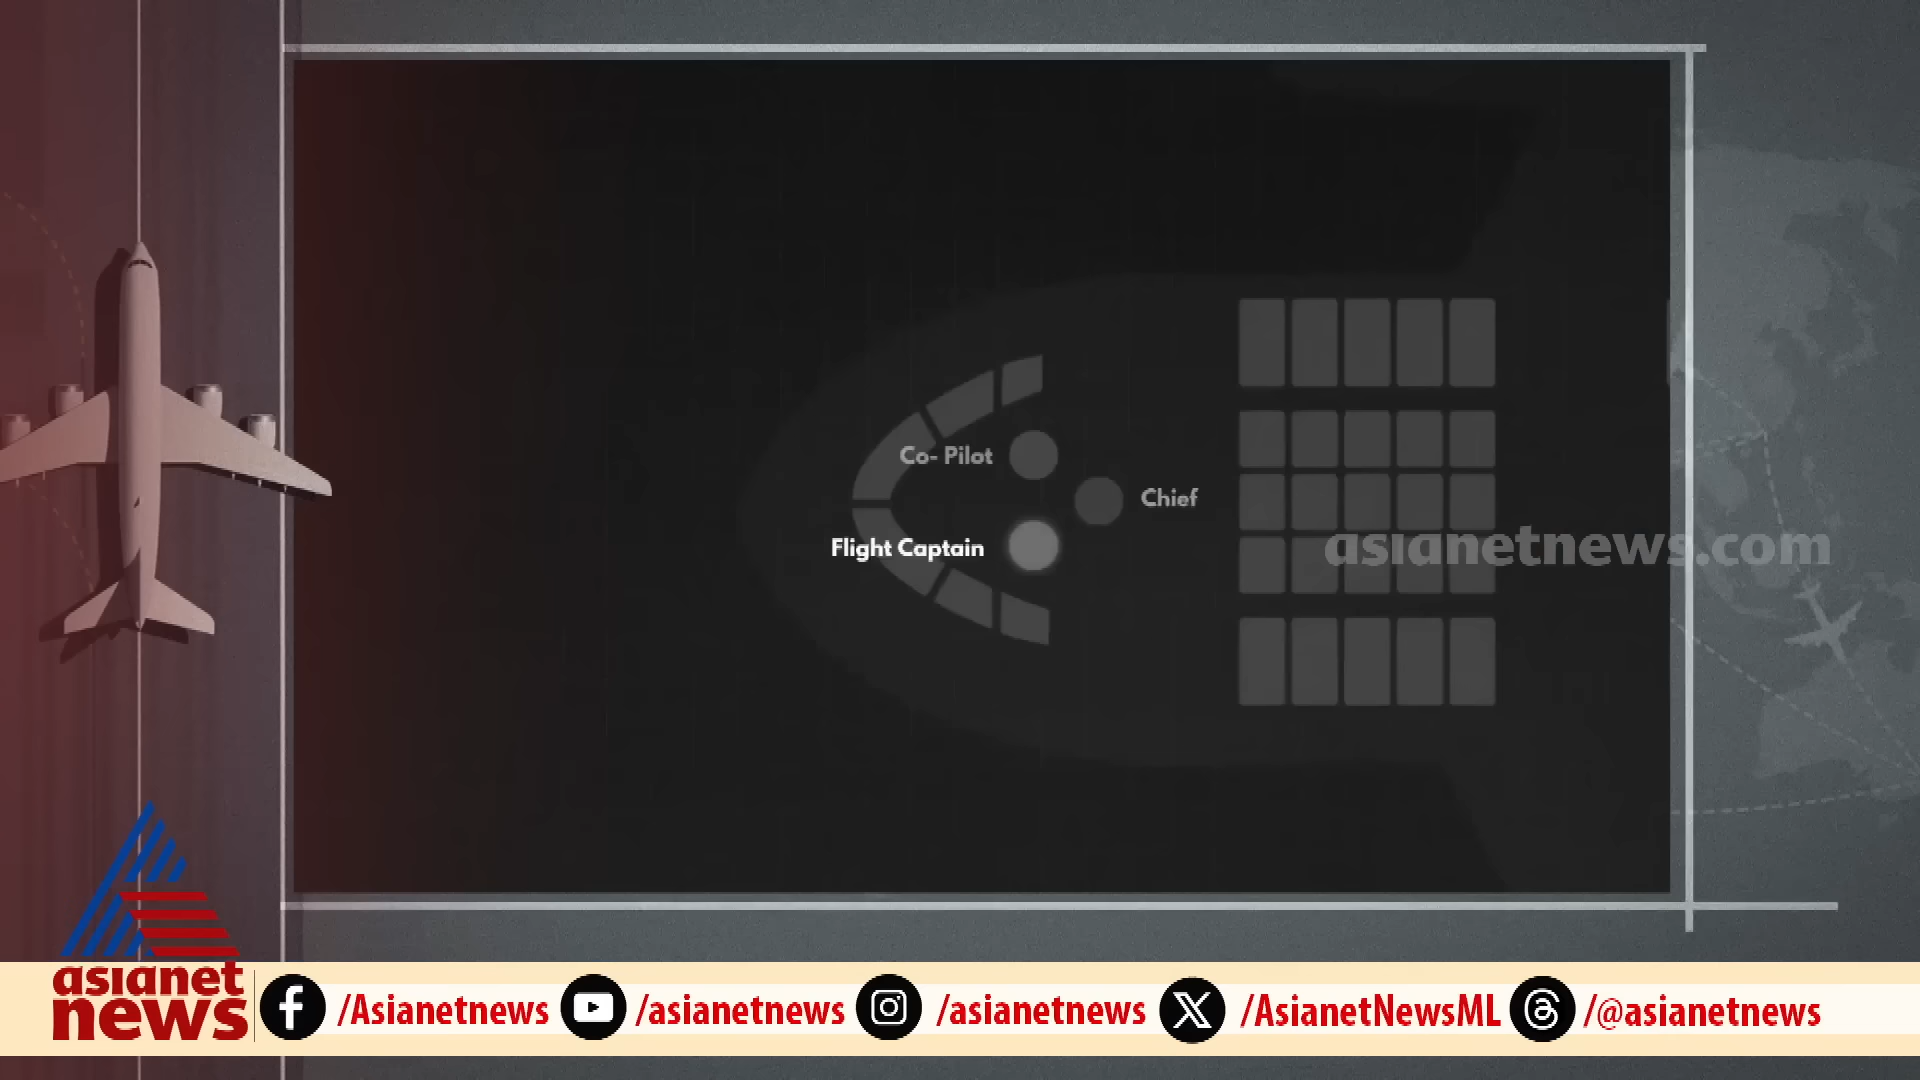 Co- Pilot
Chief
Flight Captain
asianetnews.com
asianet
news
/Asianetnews
/asianetnews
/asianetnews
/AsianetNewsML
/@asianetnews